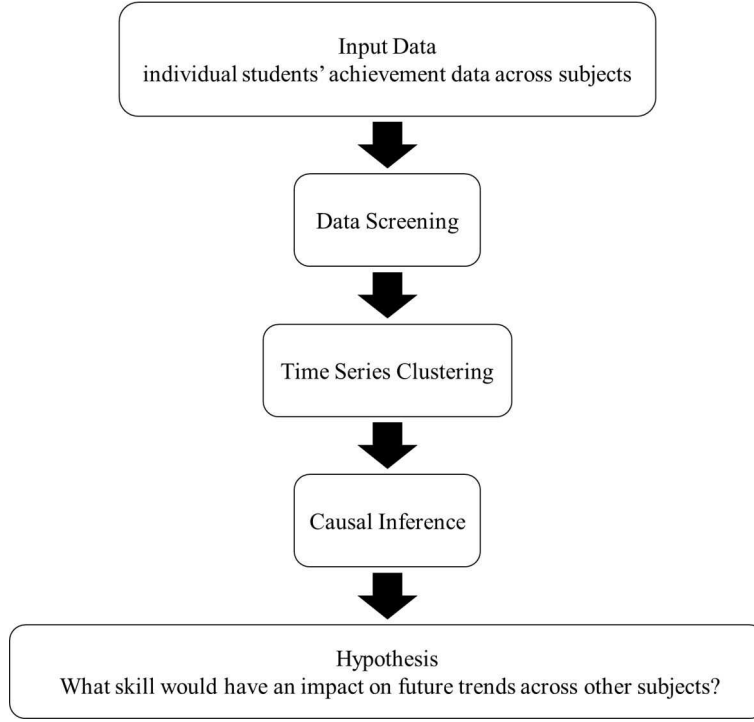 Input Data
individual students’ achievement data across subjects
Data Screening
Time Series Clustering
Causal Inference
Hypothesis
What skill would have an impact on future trends across other subjects?